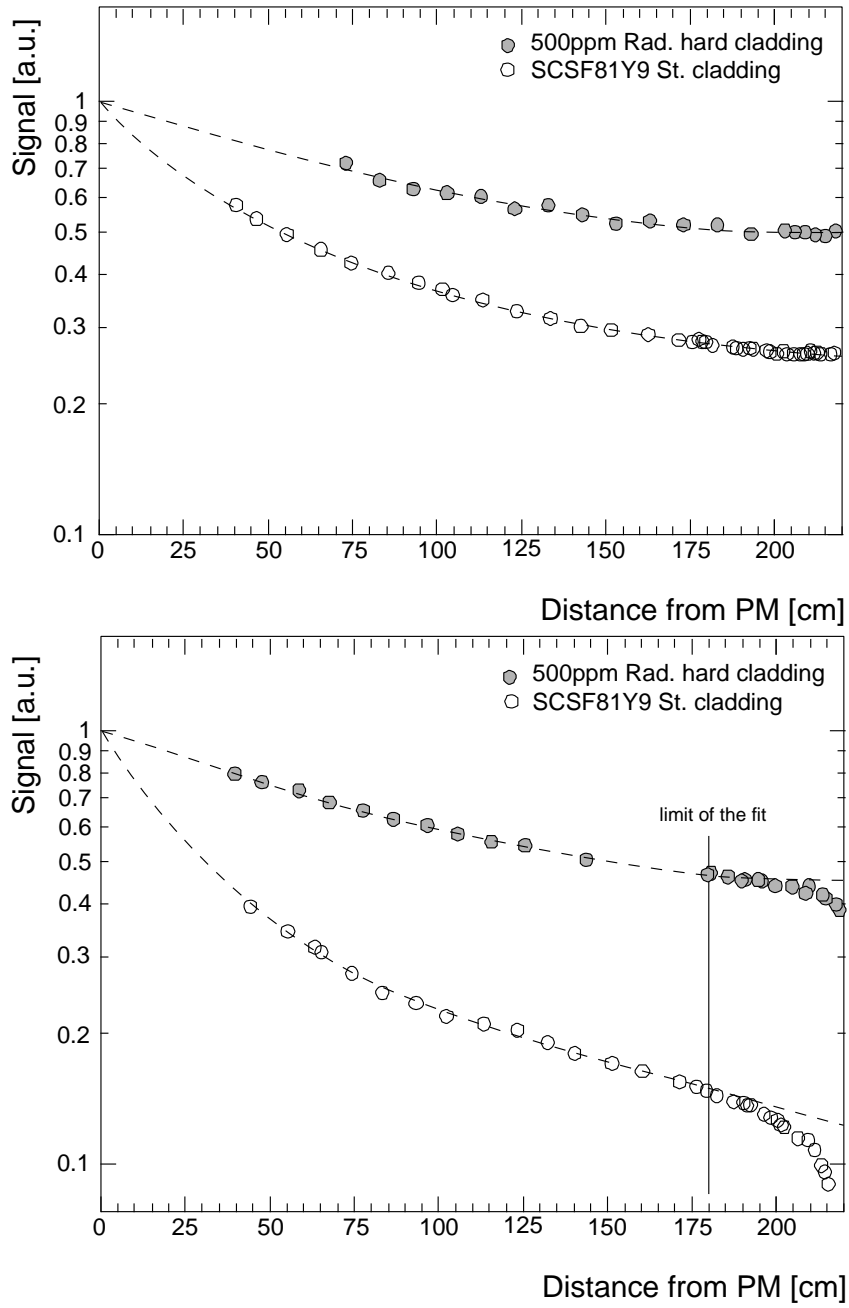 Signal [a.u.]
500ppm Rad. hard cladding
SCSF81Y9 St. cladding
1
0.9
0.8
0.7
0.6
0.5
0.4
0.3
0.2
0.1
0 25 50 75 100 125 150 175 200
Distance from PM [cm]
Signal [a.u.]
500ppm Rad. hard cladding
SCSF81Y9 St. cladding
1
0.9
0.8
0.7
0.6
limit of the fit
0.5
0.4
0.3
0.2
0.1
0 25 50 75 100 125 150 175 200
Distance from PM [cm]